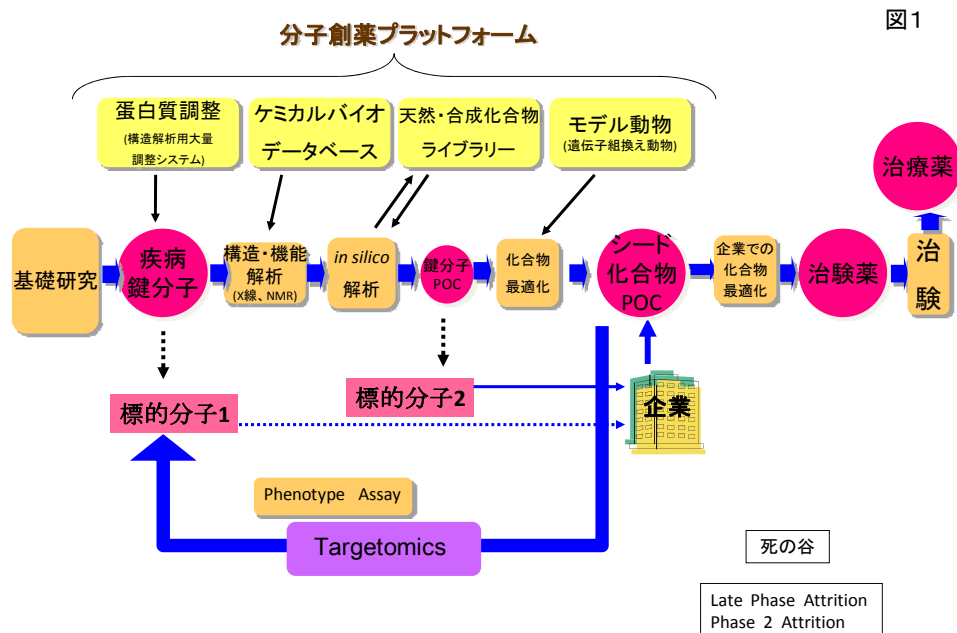 図1
分子創薬プラットフォーム
蛋白質調整
(構造解析用大量
調整システム)
ケミカルバイオ
データベース
天然・合成化合物
ライブラリー
モデル動物
(遺伝子組換え動物)
治療薬
基礎研究
疾病
鍵分子
構造・機能
解析
(X線、NMR)
in silico
解析
鍵分子
POC
化合物
最適化
シード
化合物
POC
企業での
化合物
最適化
治験薬
治
験
標的分子1
標的分子2
企業
Phenotype Assay
Targetomics
死の谷
Late Phase Attrition
Phase 2 Attrition